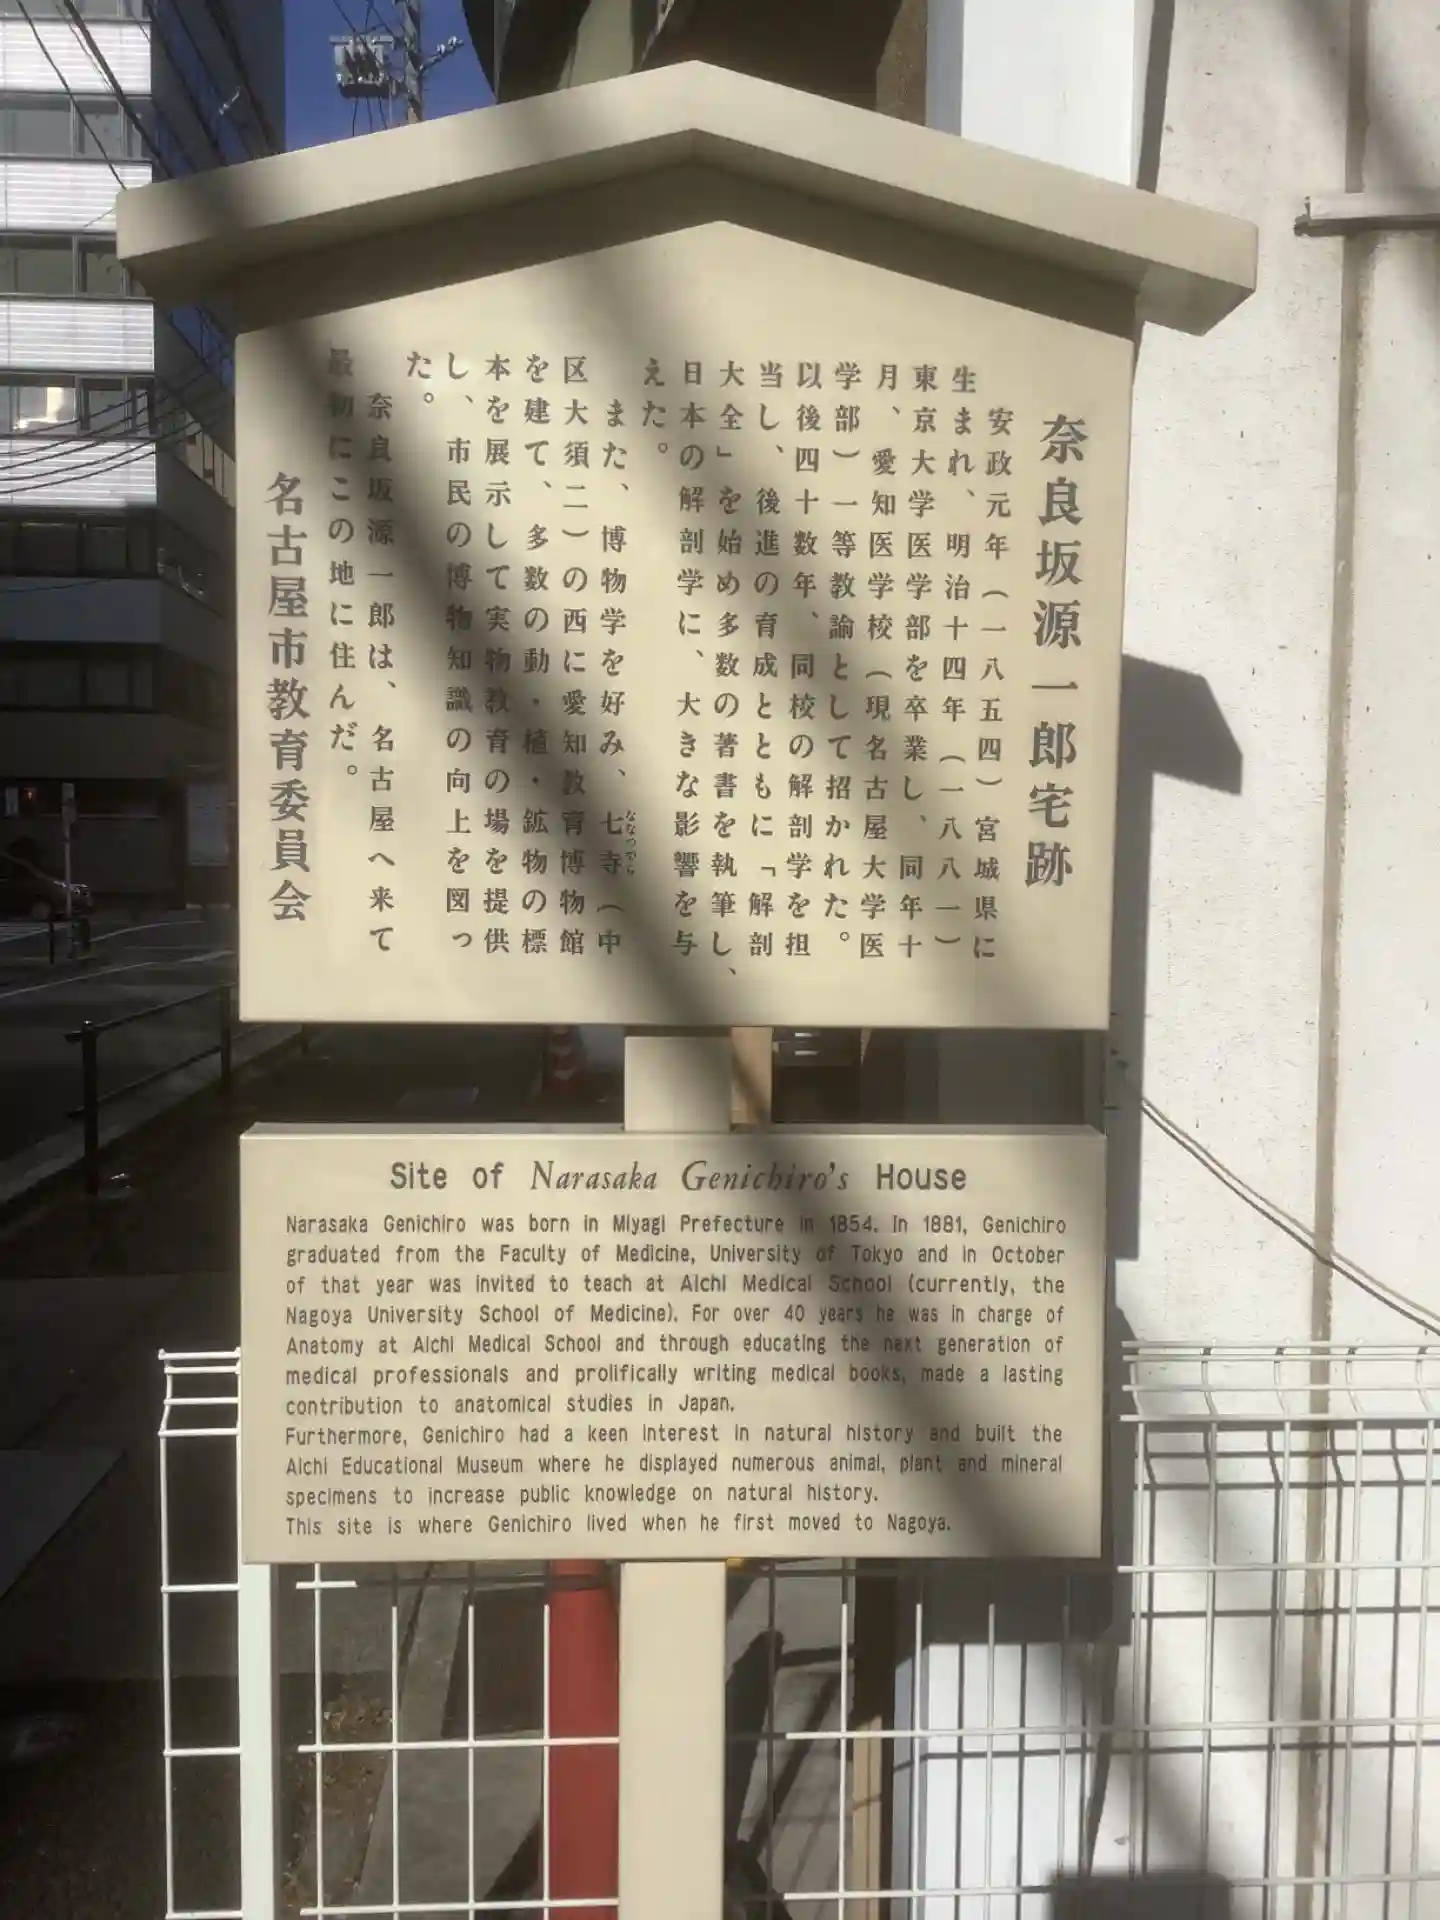 奈良坂源一郎宅跡
安政元年(一八五四)宮城県に
生まれ、明治十四年(一八八一)
東京大学医学部を卒業し、同年十
月、愛知医学校(現名古屋大学医
学部)一等教諭として招かれた。
以後四十数年、同校の解剖学を担
当し、後進の育成とともに「解剖
大全」を始め多数の著書を執筆し、
日本の解剖学に、大きな影響を与
えた。
また、博物学を好み、七寺(中
ななつでら
区大須二)の西に愛知教育博物館
を建て、多数の動・植・鉱物の標
本を展示して実物教育の場を提供
し、市民の博物知識の向上を図っ
た。
奈良坂源一郎は、名古屋へ来て
最初にこの地に住んだ。
名古屋市教育委員会
Site of Narasaka Genichiro's House
Narasaka Genichiro was born in Miyagi Prefecture in 1854. In 1881, Genichiro
graduated from the Faculty of Medicine, University of Tokyo and in October
of that year was invited to teach at Aichi Medical School (currently, the
Nagoya University School of Medicine). For over 40 years he was in charge of
Anatomy at Aichi Medical School and through educating the next generation of
medical professionals and prolifically writing medical books, made a lasting
contribution to anatomical studies in Japan.
Furthermore, Genichiro had a keen interest in natural history and built the
Aichi Educational Museum where he displayed numerous animal, plant and mineral
specimens to increase public knowledge on natural history.
This site is where Genichiro lived when he first moved to Nagoya.